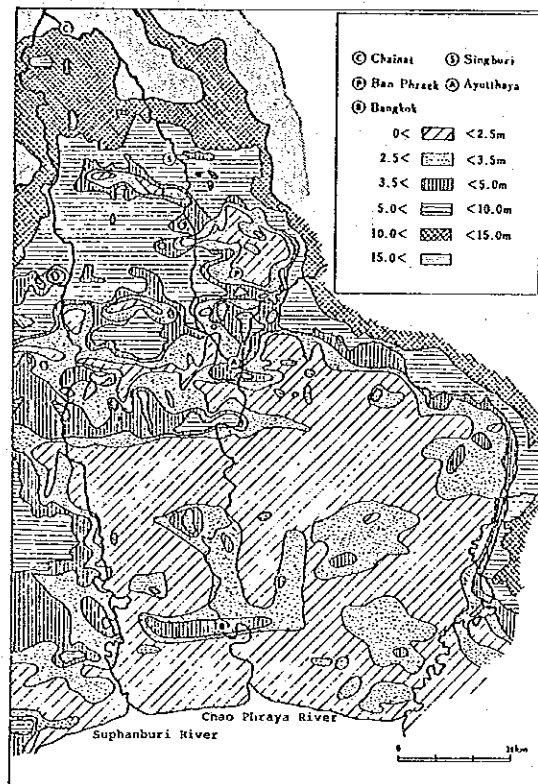 Ⓒ Chainat Ⓢ Singburi
Ⓟ Ban Phraek Ⓐ Ayutthaya
Ⓑ Bangkok
0< <2.5m
2.5< <3.5m
3.5< <5.0m
5.0< <10.0m
10.0< <15.0m
15.0<
Chao Phraya River
Suphanburi River
0